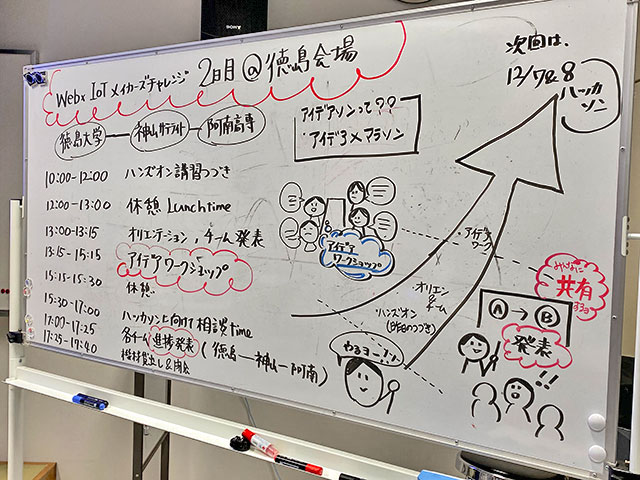 SONY
WebX IoTメイカーズチャレンジ 2日目@徳島会場
次回は、
12/7&8
ハッカソン
徳島大学 — 神山サテライト — 阿南高専
アイデアソンって??
・アイデア×マラソン
10:00-12:00 ハンズオン講習つづき
12:00-13:00 休憩 Lunchtime
13:00-13:15 オリエンテーション,チーム発表
13:15-15:15 アイデアワークショップ
15:15-15:30 休憩
15:30-17:00 ハッカソンに向けて相談time
17:00-17:25 各チーム進捗発表(徳島—神山—阿南)
17:25-17:40 機材貸出し&閉会
アイデアワークショップ
・アイデアワーク
・オリエン&チーム
・ハンズオン
(昨日のつづき)
みんなに
共有
するヨ
A→B
発表
!!
やるヨー!!